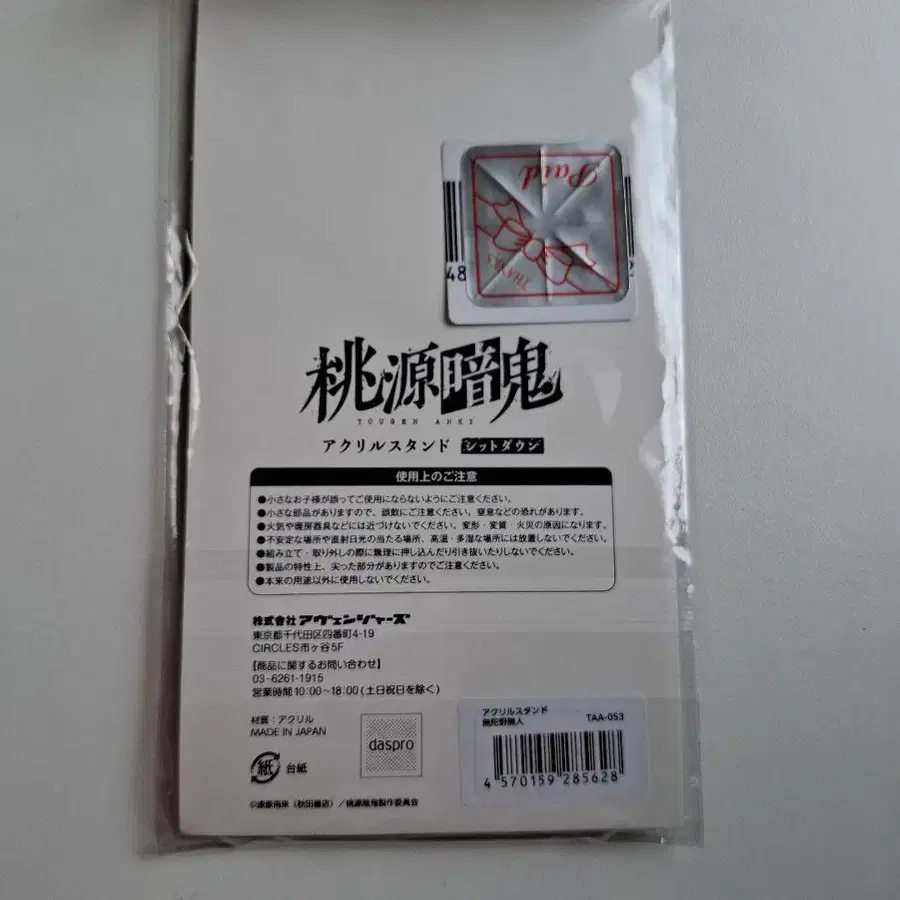 Paid
THANKS
48 2
桃源暗鬼
TOUGEN ANKI
アクリルスタンド シットダウン
使用上のご注意
●小さなお子様が誤ってご使用にならないようにご注意ください。
●小さな部品がありますので、誤飲にご注意ください。窒息などの恐れがあります。
●火気や暖房器具などには近づけないでください。変形・変質・火災の原因になります。
●不安定な場所や直射日光の当たる場所、高温・多湿な場所には放置しないでください。
●組み立て・取り外しの際に無理に押し込んだり引き抜いたりしないでください。
●製品の特性上、尖った部分がありますのでご注意ください。
●本来の用途以外に使用しないでください。
株式会社アヴェンジャーズ
東京都千代田区四番町4-19
CIRCLES市ヶ谷5F
【商品に関するお問い合わせ】
03-6261-1915
営業時間10:00~18:00(土日祝日を除く)
材質:アクリル
MADE IN JAPAN
紙 台紙
daspro
アクリルスタンド
無陀野無人 TAA-053
4 570159 285628
©漆原侑来(秋田書店)/桃源暗鬼製作委員会